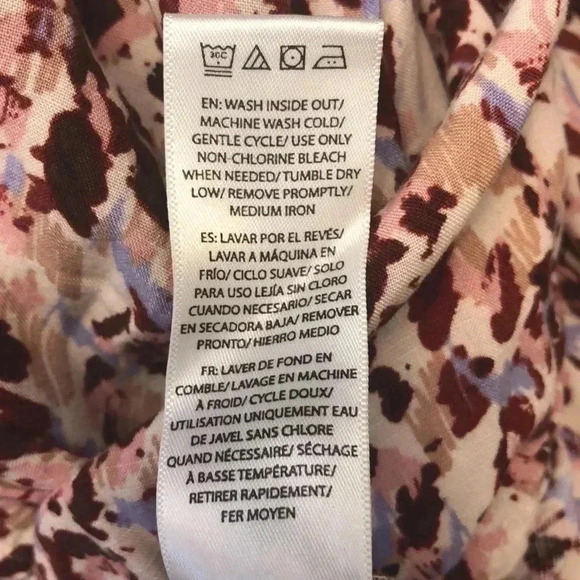 30C
EN: WASH INSIDE OUT/
MACHINE WASH COLD/
GENTLE CYCLE/ USE ONLY
NON-CHLORINE BLEACH
WHEN NEEDED/ TUMBLE DRY
LOW/ REMOVE PROMPTLY/
MEDIUM IRON
ES: LAVAR POR EL REVÉS/
LAVAR A MÁQUINA EN
FRÍO/ CICLO SUAVE/ SOLO
PARA USO LEJÍA SIN CLORO
CUANDO NECESARIO/ SECAR
EN SECADORA BAJA/ REMOVER
PRONTO/ HIERRO MEDIO
FR: LAVER DE FOND EN
COMBLE/ LAVAGE EN MACHINE
À FROID/ CYCLE DOUX/
UTILISATION UNIQUEMENT EAU
DE JAVEL SANS CHLORE
QUAND NÉCESSAIRE/ SÉCHAGE
À BASSE TEMPÉRATURE/
RETIRER RAPIDEMENT/
FER MOYEN